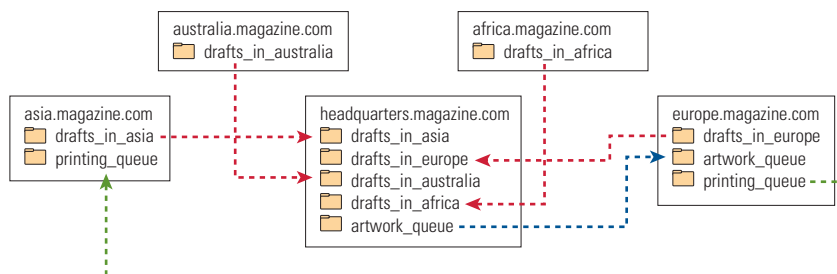 australia.magazine.com
drafts_in_australia
africa.magazine.com
drafts_in_africa
asia.magazine.com
drafts_in_asia
printing_queue
headquarters.magazine.com
drafts_in_asia
drafts_in_europe
drafts_in_australia
drafts_in_africa
artwork_queue
europe.magazine.com
drafts_in_europe
artwork_queue
printing_queue